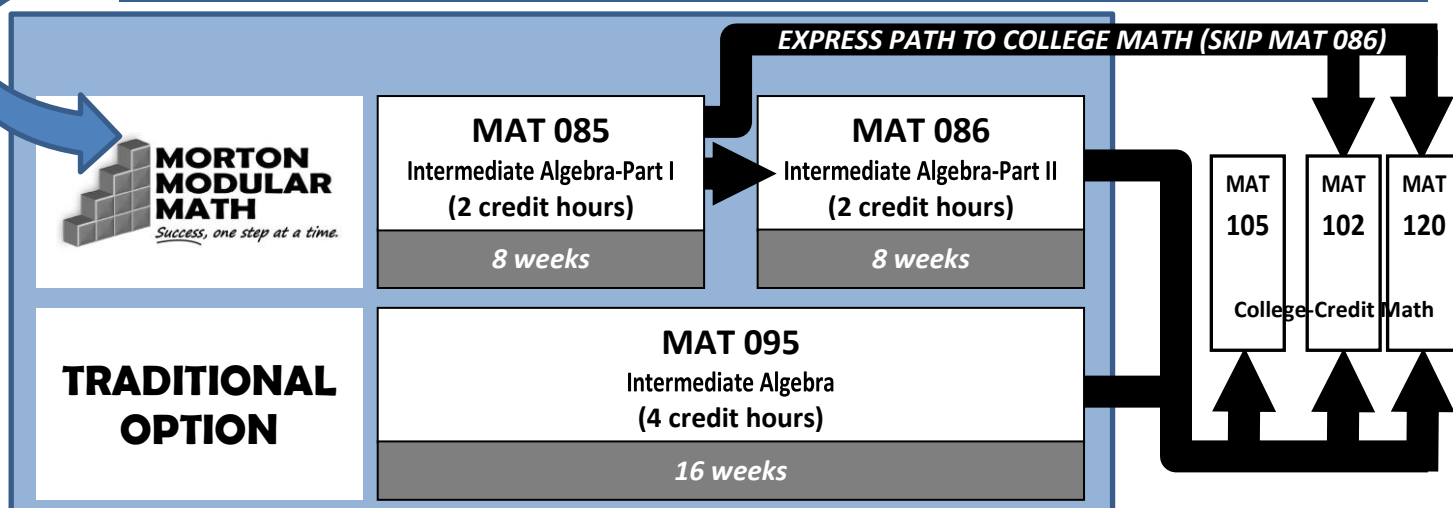 EXPRESS PATH TO COLLEGE MATH (SKIP MAT 086)
MORTON
MODULAR
MATH
Success, one step at a time.
MAT 085
Intermediate Algebra-Part I
(2 credit hours)
8 weeks
MAT 086
Intermediate Algebra-Part II
(2 credit hours)
8 weeks
MAT
105
MAT
102
MAT
120
College-Credit Math
TRADITIONAL
OPTION
MAT 095
Intermediate Algebra
(4 credit hours)
16 weeks